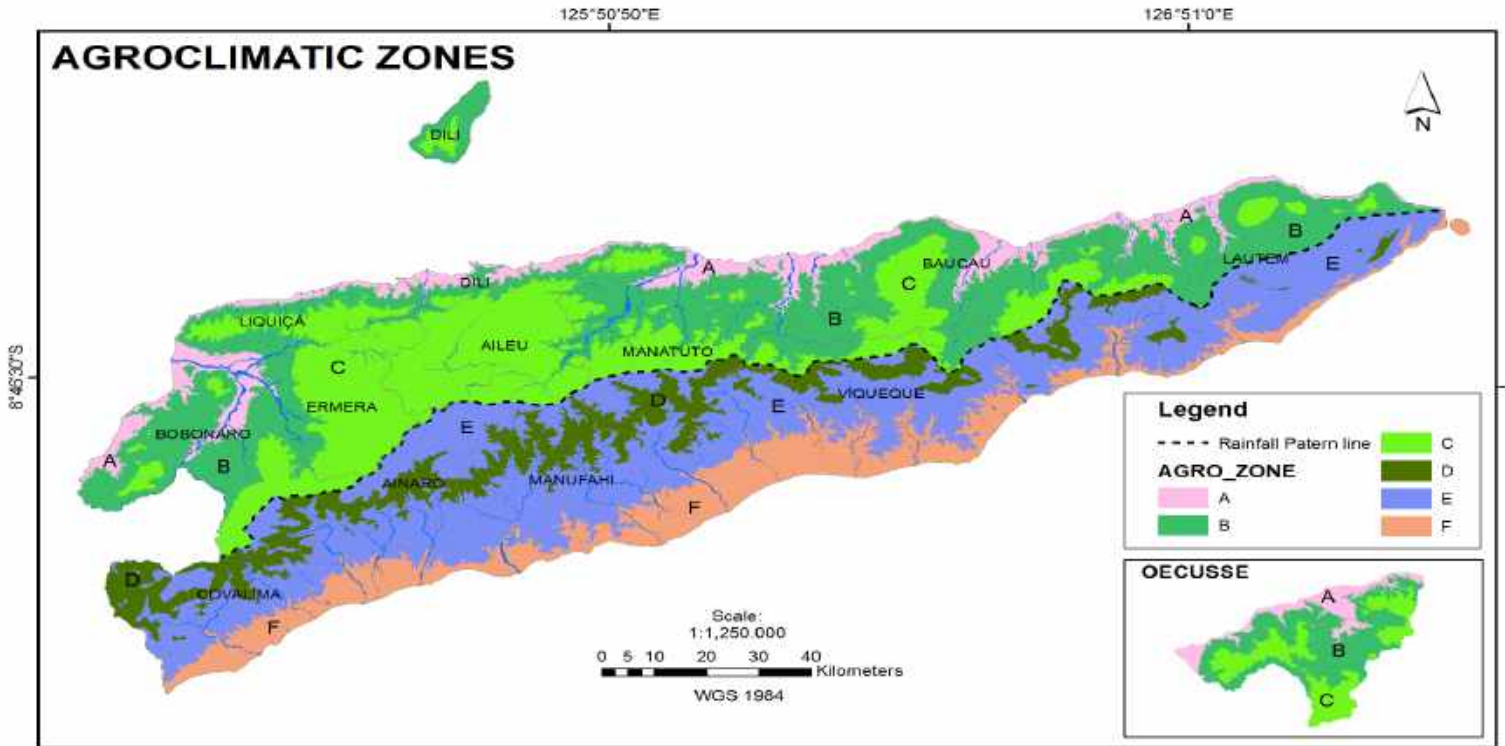 125°50'50"E
126°51'0"E
AGROCLIMATIC ZONES
N
DILI
A
B
LAUTEM
E
A
BAUCAU
C
B
DILI
LIQUIÇÁ
AILEU
MANATUTO
C
ERMERA
8°46'30"S
D
E
VIQUEQUE
E
BOBONARO
A
B
AINARO
MANUFAHI
F
D
COVALIMA
F
Legend
Rainfall Patern line
AGRO_ZONE
A
B
C
D
E
F
OECUSSE
A
B
C
Scale:
1:1,250.000
0 5 10 20 30 40
Kilometers
WGS 1984